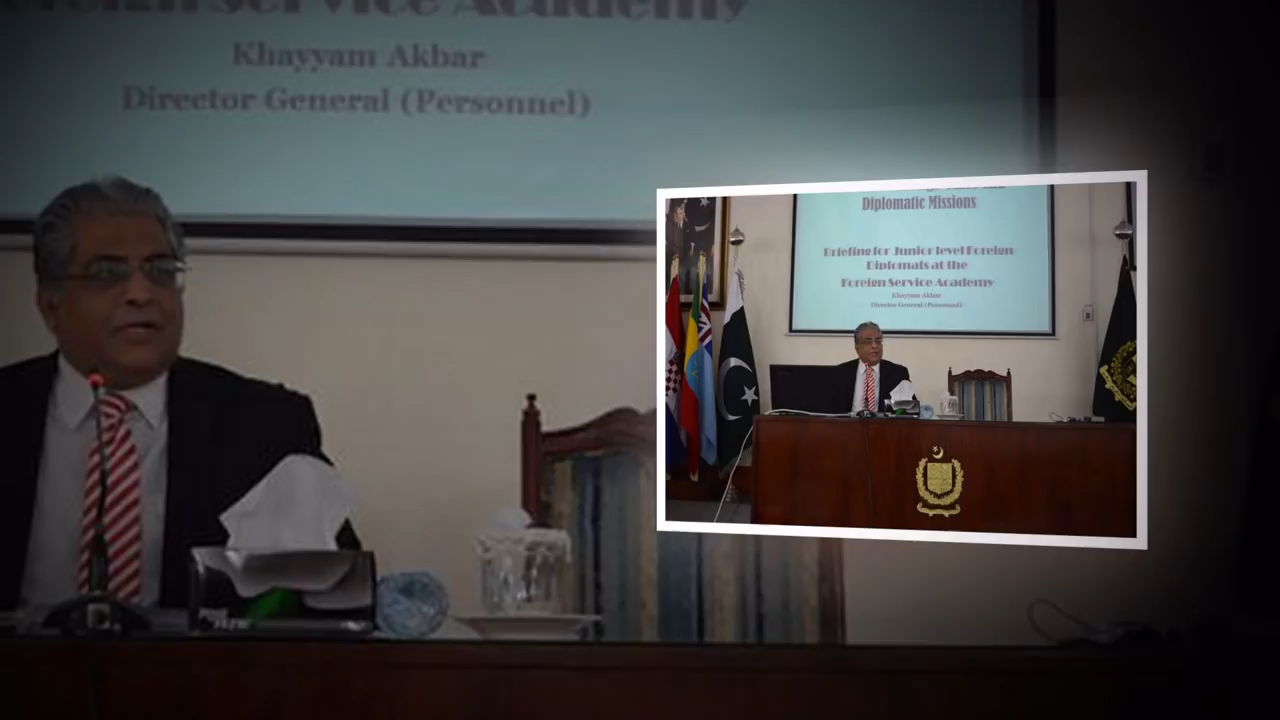 Foreign Service Academy
Khayyam Akbar
Director General (Personnel)
Diplomatic Missions
Briefing for Junior level Foreign
Diplomats at the
Foreign Service Academy
Khayyam Akbar
Director General (Personnel)